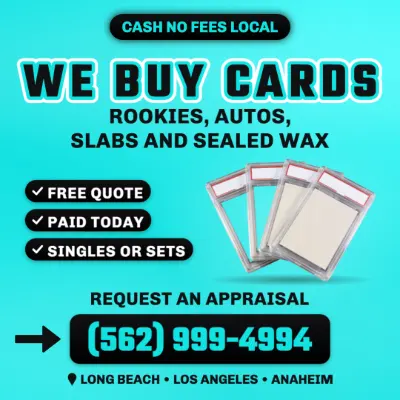 CASH NO FEES LOCAL
WE BUY CARDS
ROOKIES, AUTOS,
SLABS AND SEALED WAX
FREE QUOTE
PAID TODAY
SINGLES OR SETS
REQUEST AN APPRAISAL
(562) 999-4994
LONG BEACH • LOS ANGELES • ANAHEIM